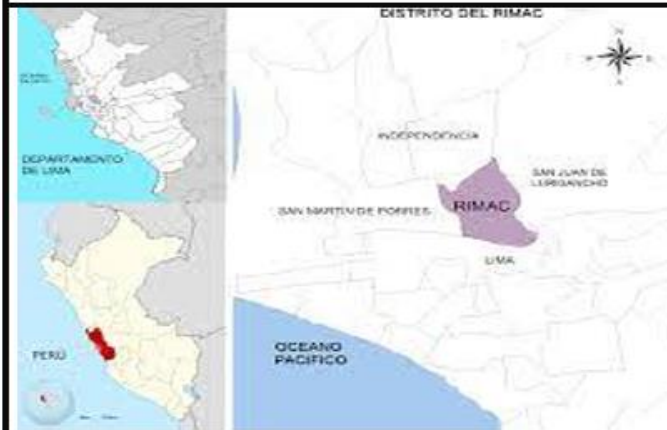 DISTRITO DEL RIMAC
N
DEPARTAMENTO
DE LIMA
INDEPENDENCIA
SAN JUAN DE
LURIGANCHO
SAN MARTIN DE PORRES
RIMAC
LIMA
PERÚ
OCEANO
PACIFICO